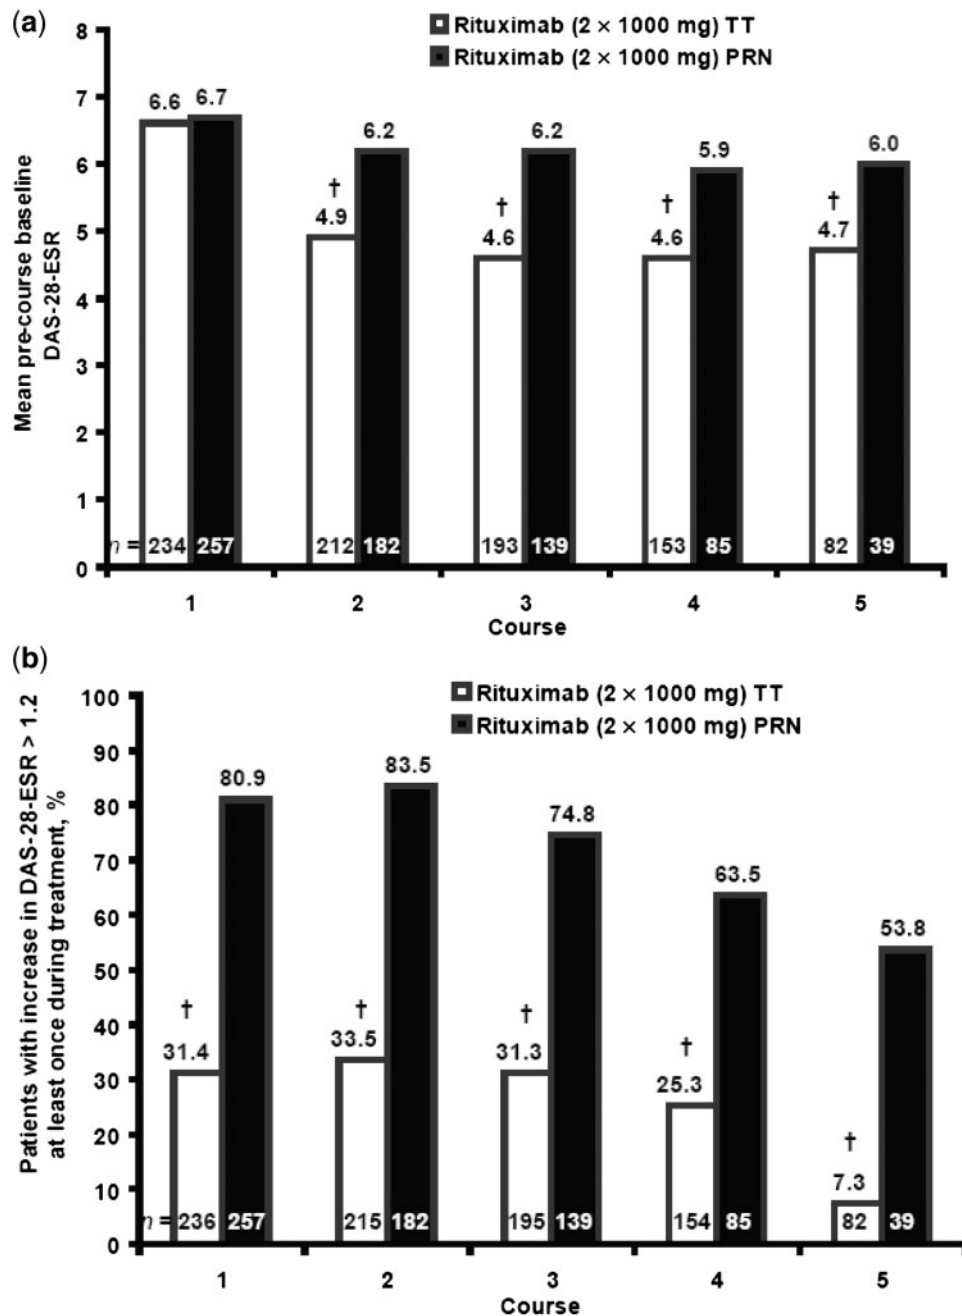 (a)
Rituximab (2 × 1000 mg) TT
Rituximab (2 × 1000 mg) PRN
Mean pre-course baseline
DAS-28-ESR
8
7
6
5
4
3
2
1
0
6.6 6.7
† 4.9 6.2
† 4.6 6.2
† 4.6 5.9
† 4.7 6.0
n = 234 257 212 182 193 139 153 85 82 39
1 2 3 4 5
Course
(b)
Rituximab (2 × 1000 mg) TT
Rituximab (2 × 1000 mg) PRN
Patients with increase in DAS-28-ESR > 1.2
at least once during treatment, %
100
90
80
70
60
50
40
30
20
10
0
† 31.4 80.9
† 33.5 83.5
† 31.3 74.8
† 25.3 63.5
† 7.3 53.8
n = 236 257 215 182 195 139 154 85 82 39
1 2 3 4 5
Course